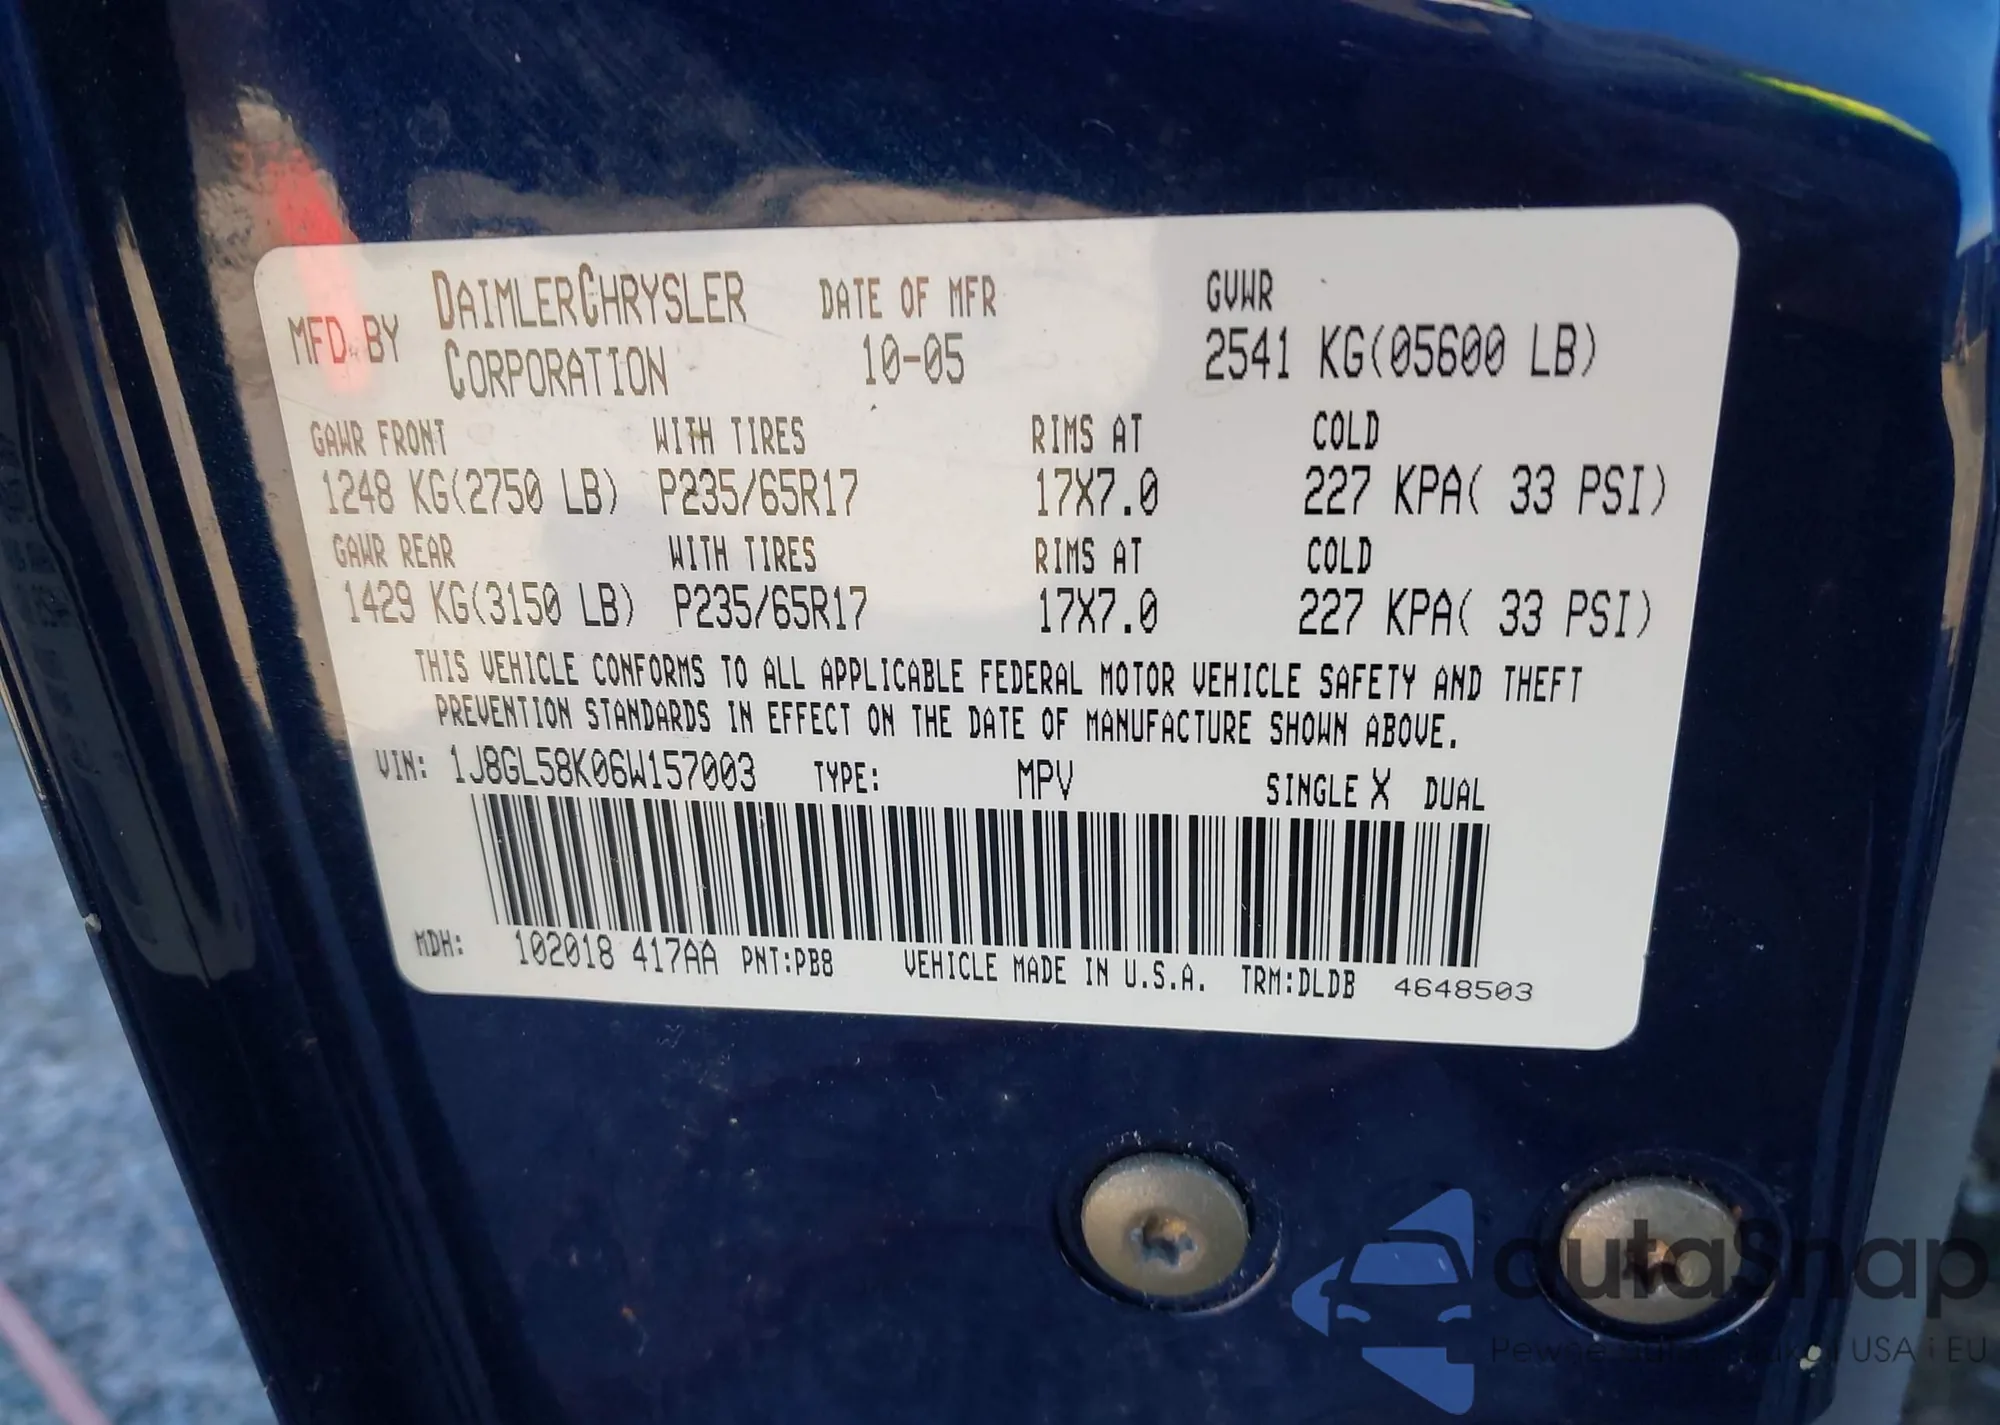 MFD. BY DAIMLERCHRYSLER CORPORATION DATE OF MFR 10-05 GVWR 2541 KG(05600 LB)
GAWR FRONT WITH TIRES RIMS AT COLD
1248 KG(2750 LB) P235/65R17 17X7.0 227 KPA( 33 PSI)
GAWR REAR WITH TIRES RIMS AT COLD
1429 KG(3150 LB) P235/65R17 17X7.0 227 KPA( 33 PSI)
THIS VEHICLE CONFORMS TO ALL APPLICABLE FEDERAL MOTOR VEHICLE SAFETY AND THEFT
PREVENTION STANDARDS IN EFFECT ON THE DATE OF MANUFACTURE SHOWN ABOVE.
VIN: 1J8GL58K06W157003 TYPE: MPV SINGLE X DUAL
MDH: 102018 417AA PNT:PB8 VEHICLE MADE IN U.S.A. TRM:DLDB 4648503
autaSnap
USA i EU